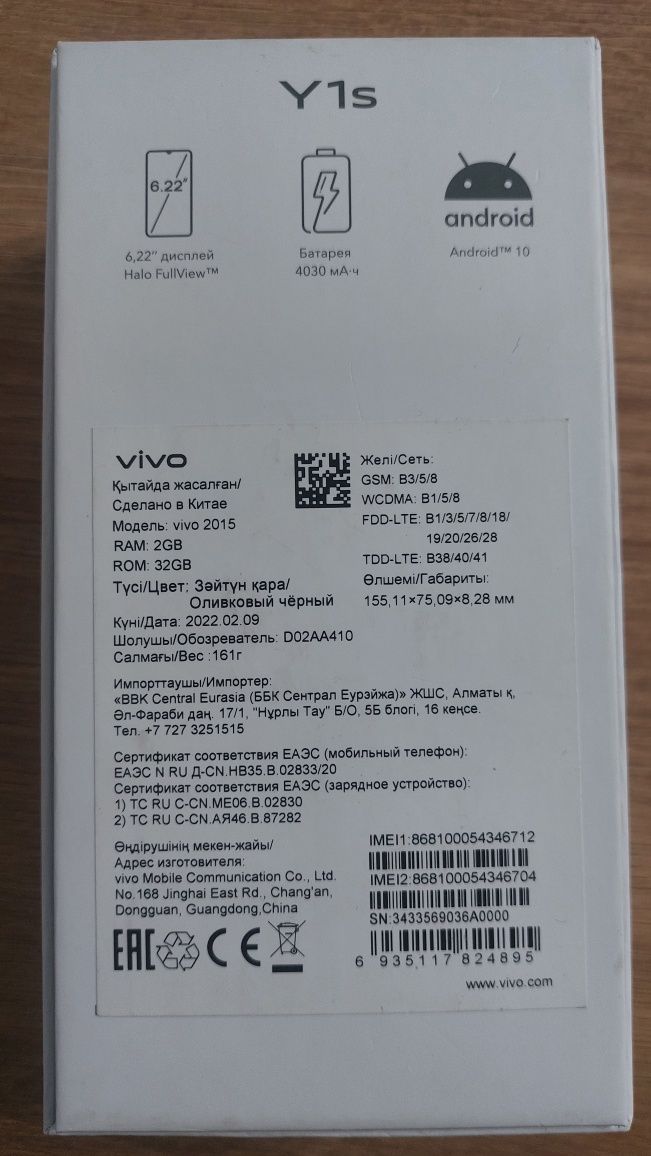 Y1s
6.22"
6,22" дисплей
Halo FullView™
Батарея
4030 мА·ч
android
Android™ 10
vivo
Қытайда жасалған/
Сделано в Китае
Модель: vivo 2015
RAM: 2GB
ROM: 32GB
Түсі/Цвет: Зәйтүн қара/
Оливковый чёрный
Күні/Дата: 2022.02.09
Шолушы/Обозреватель: D02AA410
Салмағы/Вес :161г
Желі/Сеть:
GSM: B3/5/8
WCDMA: B1/5/8
FDD-LTE: B1/3/5/7/8/18/
19/20/26/28
TDD-LTE: B38/40/41
Өлшемі/Габариты:
155,11×75,09×8,28 мм
Импорттаушы/Импортер:
«BBK Central Eurasia (ББК Сентрал Еурэйжа)» ЖШС, Алматы қ,
Әл-Фараби даң. 17/1, "Нұрлы Тау" Б/О, 5Б блогі, 16 кеңсе.
Тел. +7 727 3251515
Сертификат соответствия ЕАЭС (мобильный телефон):
ЕАЭС N RU Д-CN.НВ35.В.02833/20
Сертификат соответствия ЕАЭС (зарядное устройство):
1) TC RU C-CN.ME06.B.02830
2) TC RU C-CN.АЯ46.B.87282
Өңдірушінің мекен-жайы/
Адрес изготовителя:
vivo Mobile Communication Co., Ltd.
No.168 Jinghai East Rd., Chang'an,
Dongguan, Guangdong,China
EAC CE
IMEI1:868100054346712
IMEI2:868100054346704
SN:3433569036A0000
6 935117 824895
www.vivo.com